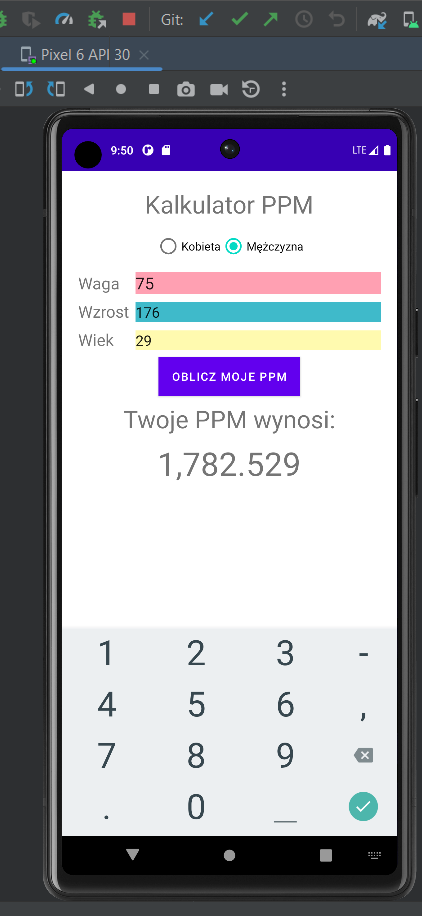 Git:
Pixel 6 API 30
9:50 LTE
Kalkulator PPM
Kobieta Mężczyzna
Waga 75
Wzrost 176
Wiek 29
OBLICZ MOJE PPM
Twoje PPM wynosi:
1,782.529
1 2 3 -
4 5 6 ,
7 8 9
. 0 _